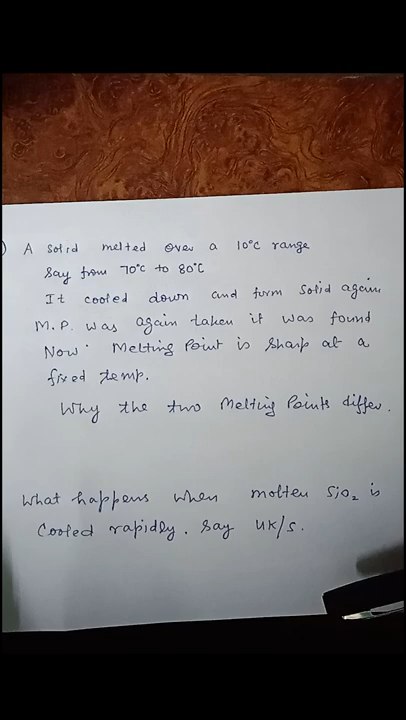 ) A solid melted over a 10°C range
Say from 70°C to 80°C
It cooled down and form solid again
M.P. was again taken it was found
Now Melting Point is sharp at a
fixed temp.
Why the two Melting Points differ.
What happens when molten SiO₂ is
Cooled rapidly. Say 4K/s.